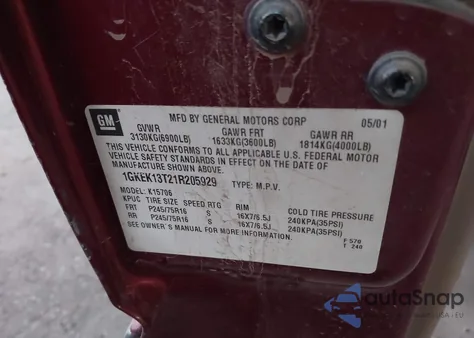 GM
MFD BY GENERAL MOTORS CORP 05/01
GVWR GAWR FRT GAWR RR
3130KG(6900LB) 1633KG(3600LB) 1814KG(4000LB)
THIS VEHICLE CONFORMS TO ALL APPLICABLE U.S. FEDERAL MOTOR
VEHICLE SAFETY STANDARDS IN EFFECT ON THE DATE OF
MANUFACTURE SHOWN ABOVE.
1GKEK13T21R205929 TYPE: M.P.V.
MODEL: K15706
KPUC TIRE SIZE SPEED RTG RIM COLD TIRE PRESSURE
FRT P245/75R16 S 16X7/6.5J 240KPA(35PSI)
RR P245/75R16 S 16X7/6.5J 240KPA(35PSI)
SEE OWNER'S MANUAL FOR MORE INFORMATION.
F:570
T 240
autaSnap